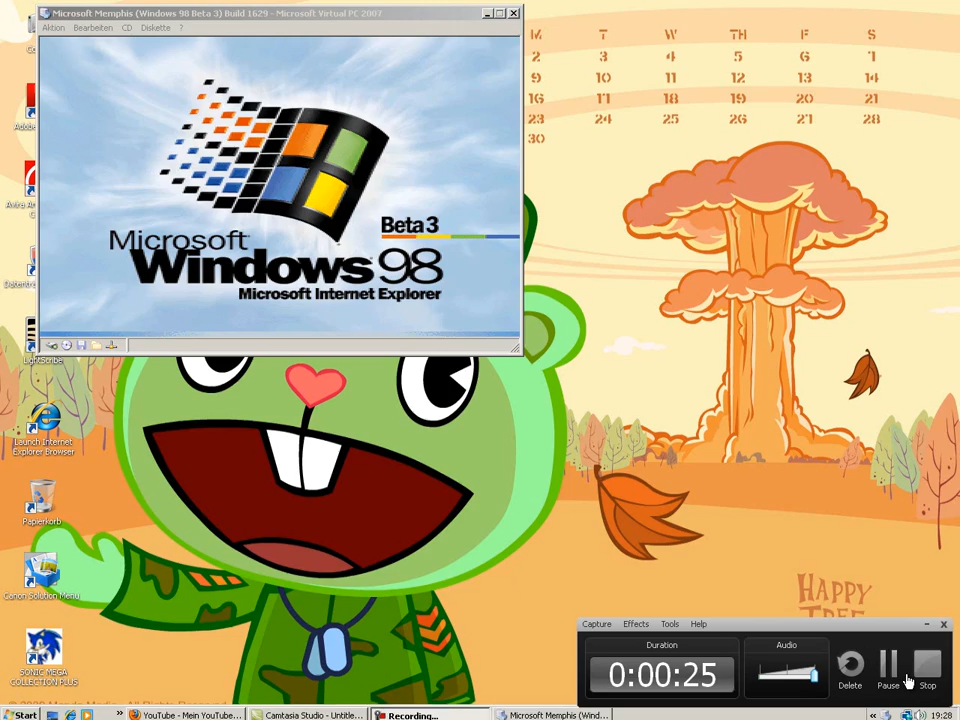 Microsoft Memphis (Windows 98 Beta 3) Build 1629 - Microsoft Virtual PC 2007
Aktion Bearbeiten CD Diskette ?
Beta 3
Microsoft
Windows 98
Microsoft Internet Explorer
M T W TH F S
2 3 4 5 6 7
9 10 11 12 13 14
16 17 18 19 20 21
23 24 25 26 27 28
30
LightScribe
Launch Internet
Explorer Browser
Papierkorb
Canon Solution Menu
SONIC MEGA
COLLECTION PLUS
HAPPY
TREE
Capture Effects Tools Help
Duration
0:00:25
Audio
Delete Pause Stop
Start
YouTube - Mein YouTube...
Camtasia Studio - Untitle...
Recording...
Microsoft Memphis (Wind...
19:28